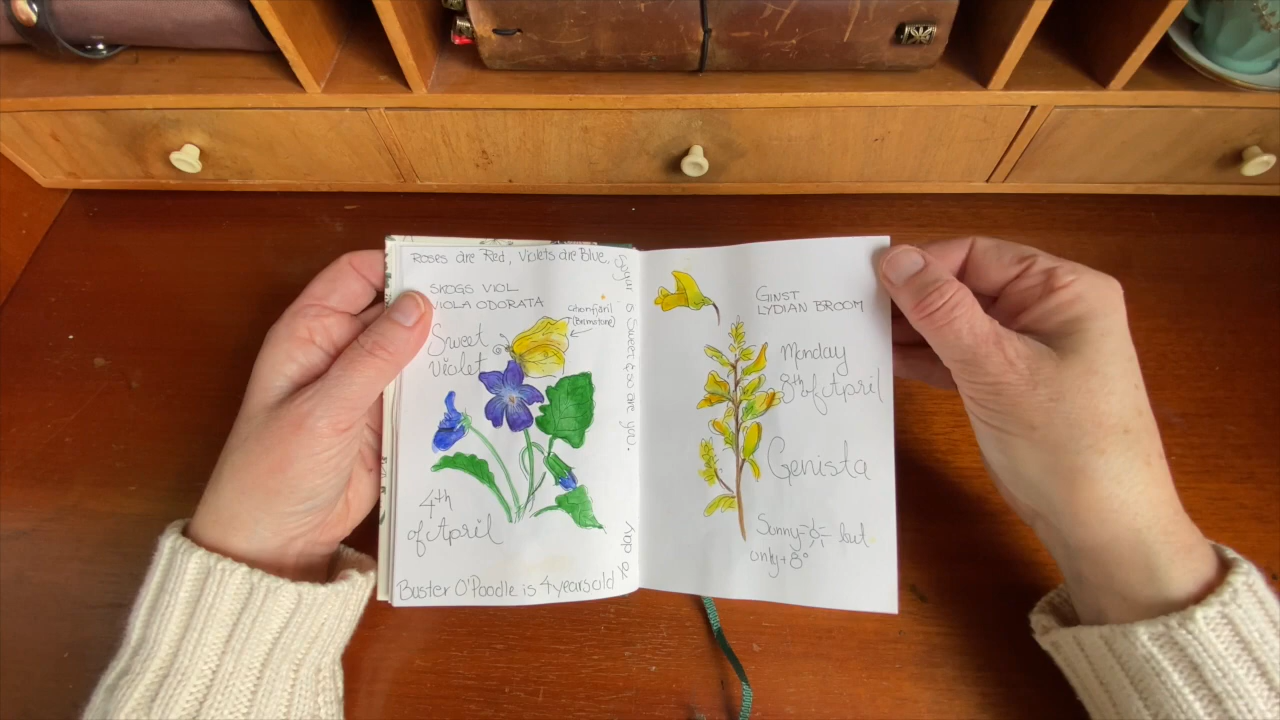 Roses are Red, Violets are Blue,
Sugar is Sweet & so are you.
SKOGS VIOL
VIOLA ODORATA
Citronfjäril
(Brimstone)
Sweet
Violet
4th
of April
Buster O'Poodle is 4 years old
to day
GINST
LYDIAN BROOM
Monday
8th of April
Genista
Sunny but
only +8°